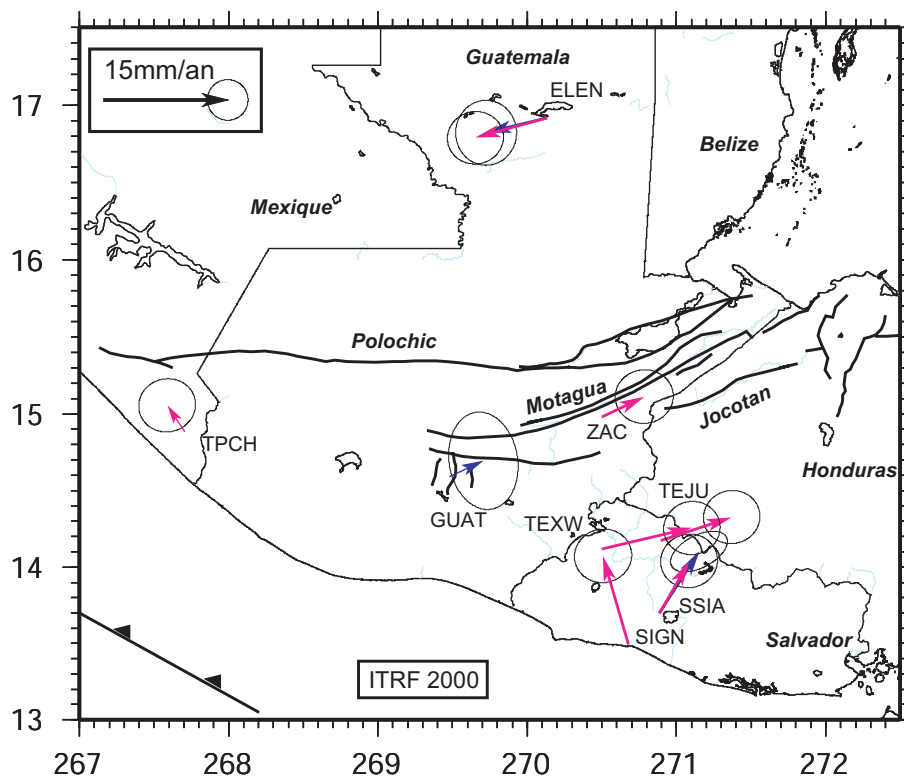 Guatemala
15mm/an
ELEN
17
Belize
Mexique
16
Polochic
Motagua
15
Jocotan
TPCH
ZAC
Honduras
TEJU
GUAT
TEXW
14
SSIA
SIGN
Salvador
ITRF 2000
13
267 268 269 270 271 272